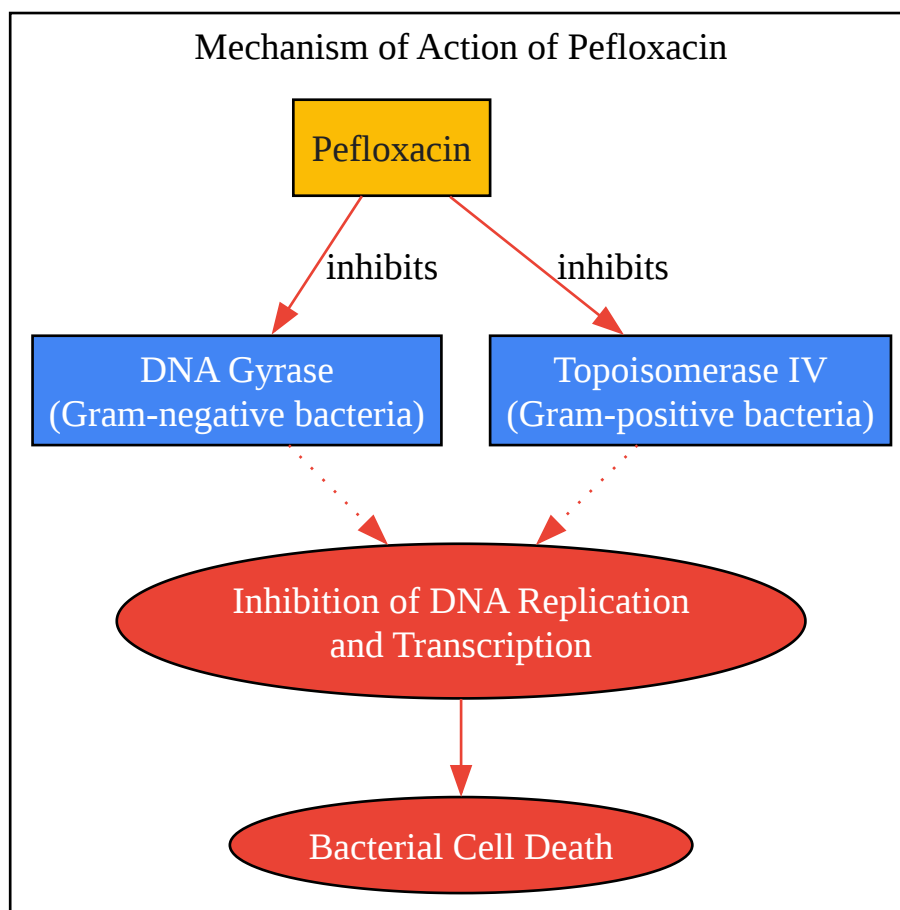 Mechanism of Action of Pefloxacin
Pefloxacin
inhibits
inhibits
DNA Gyrase
(Gram-negative bacteria)
Topoisomerase IV
(Gram-positive bacteria)
Inhibition of DNA Replication
and Transcription
Bacterial Cell Death